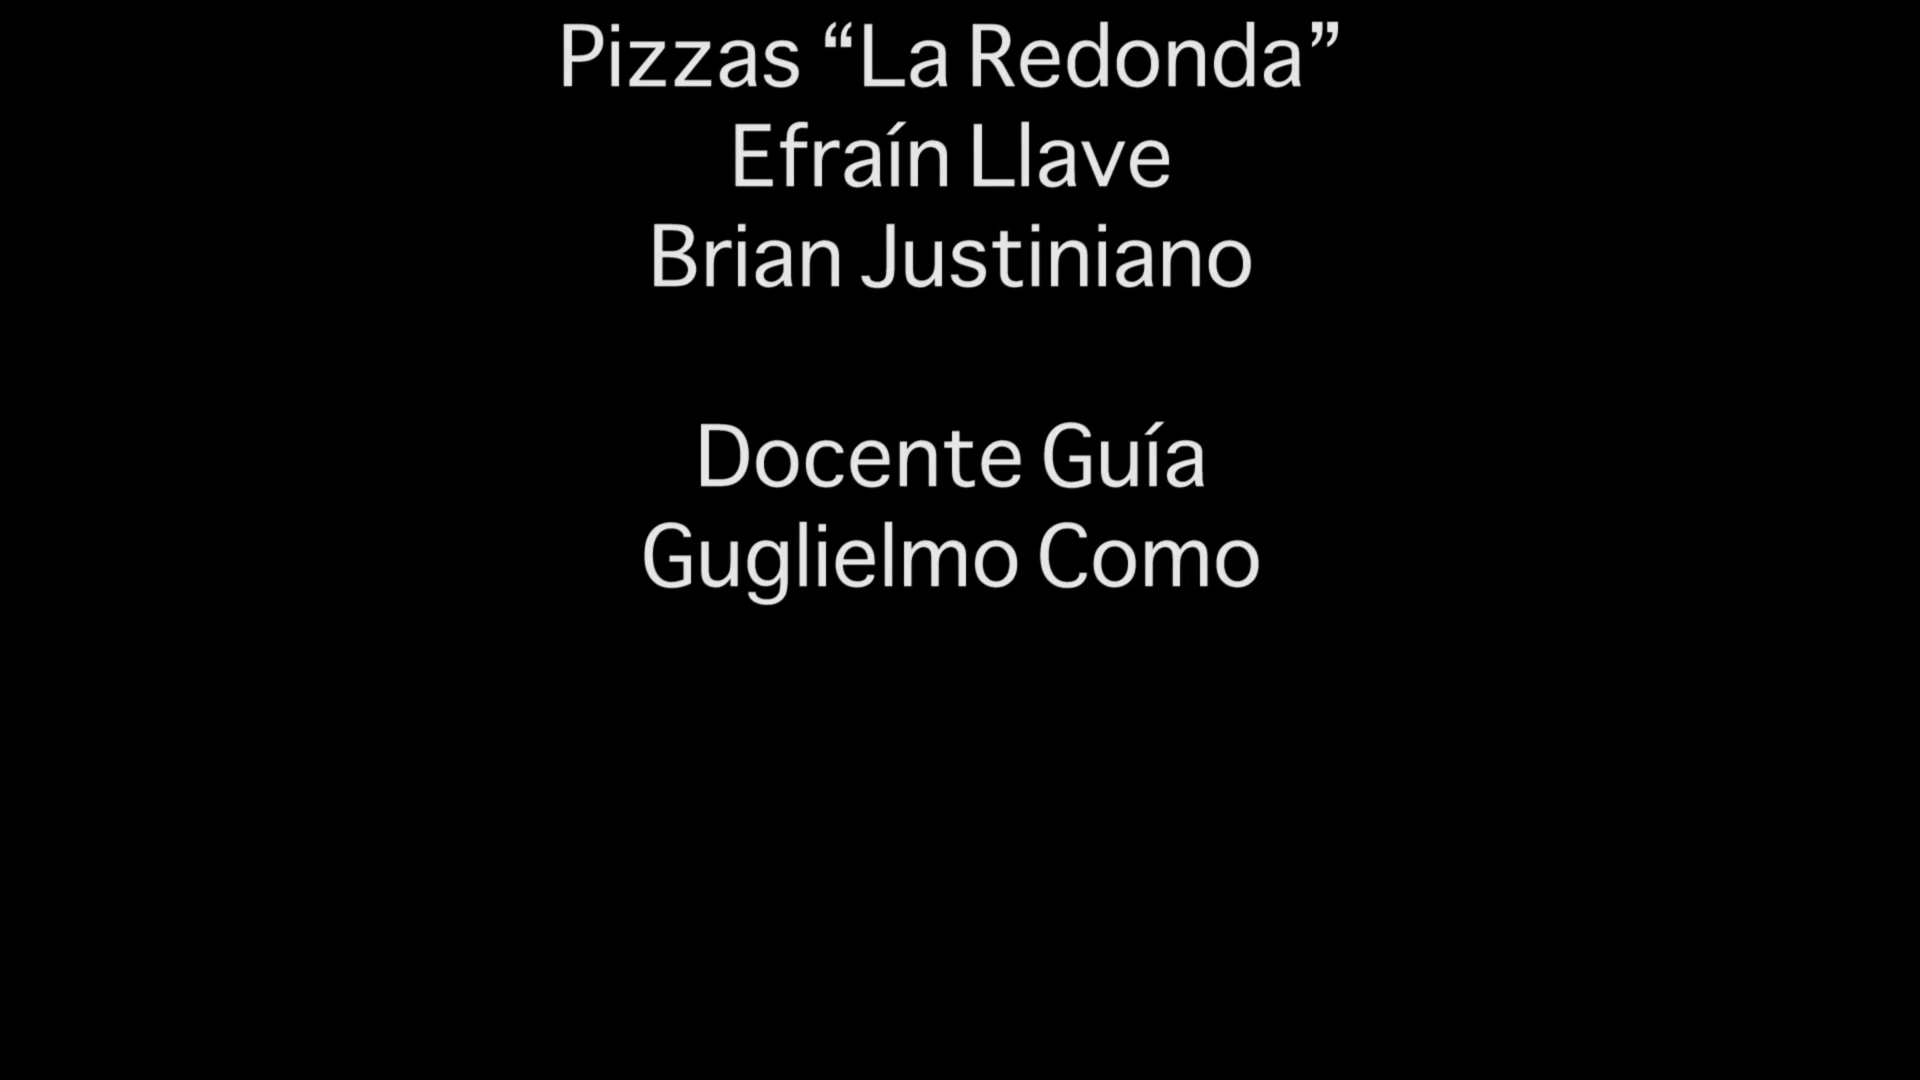 Pizzas “La Redonda”
Efraín Llave
Brian Justiniano
Docente Guía
Guglielmo Como